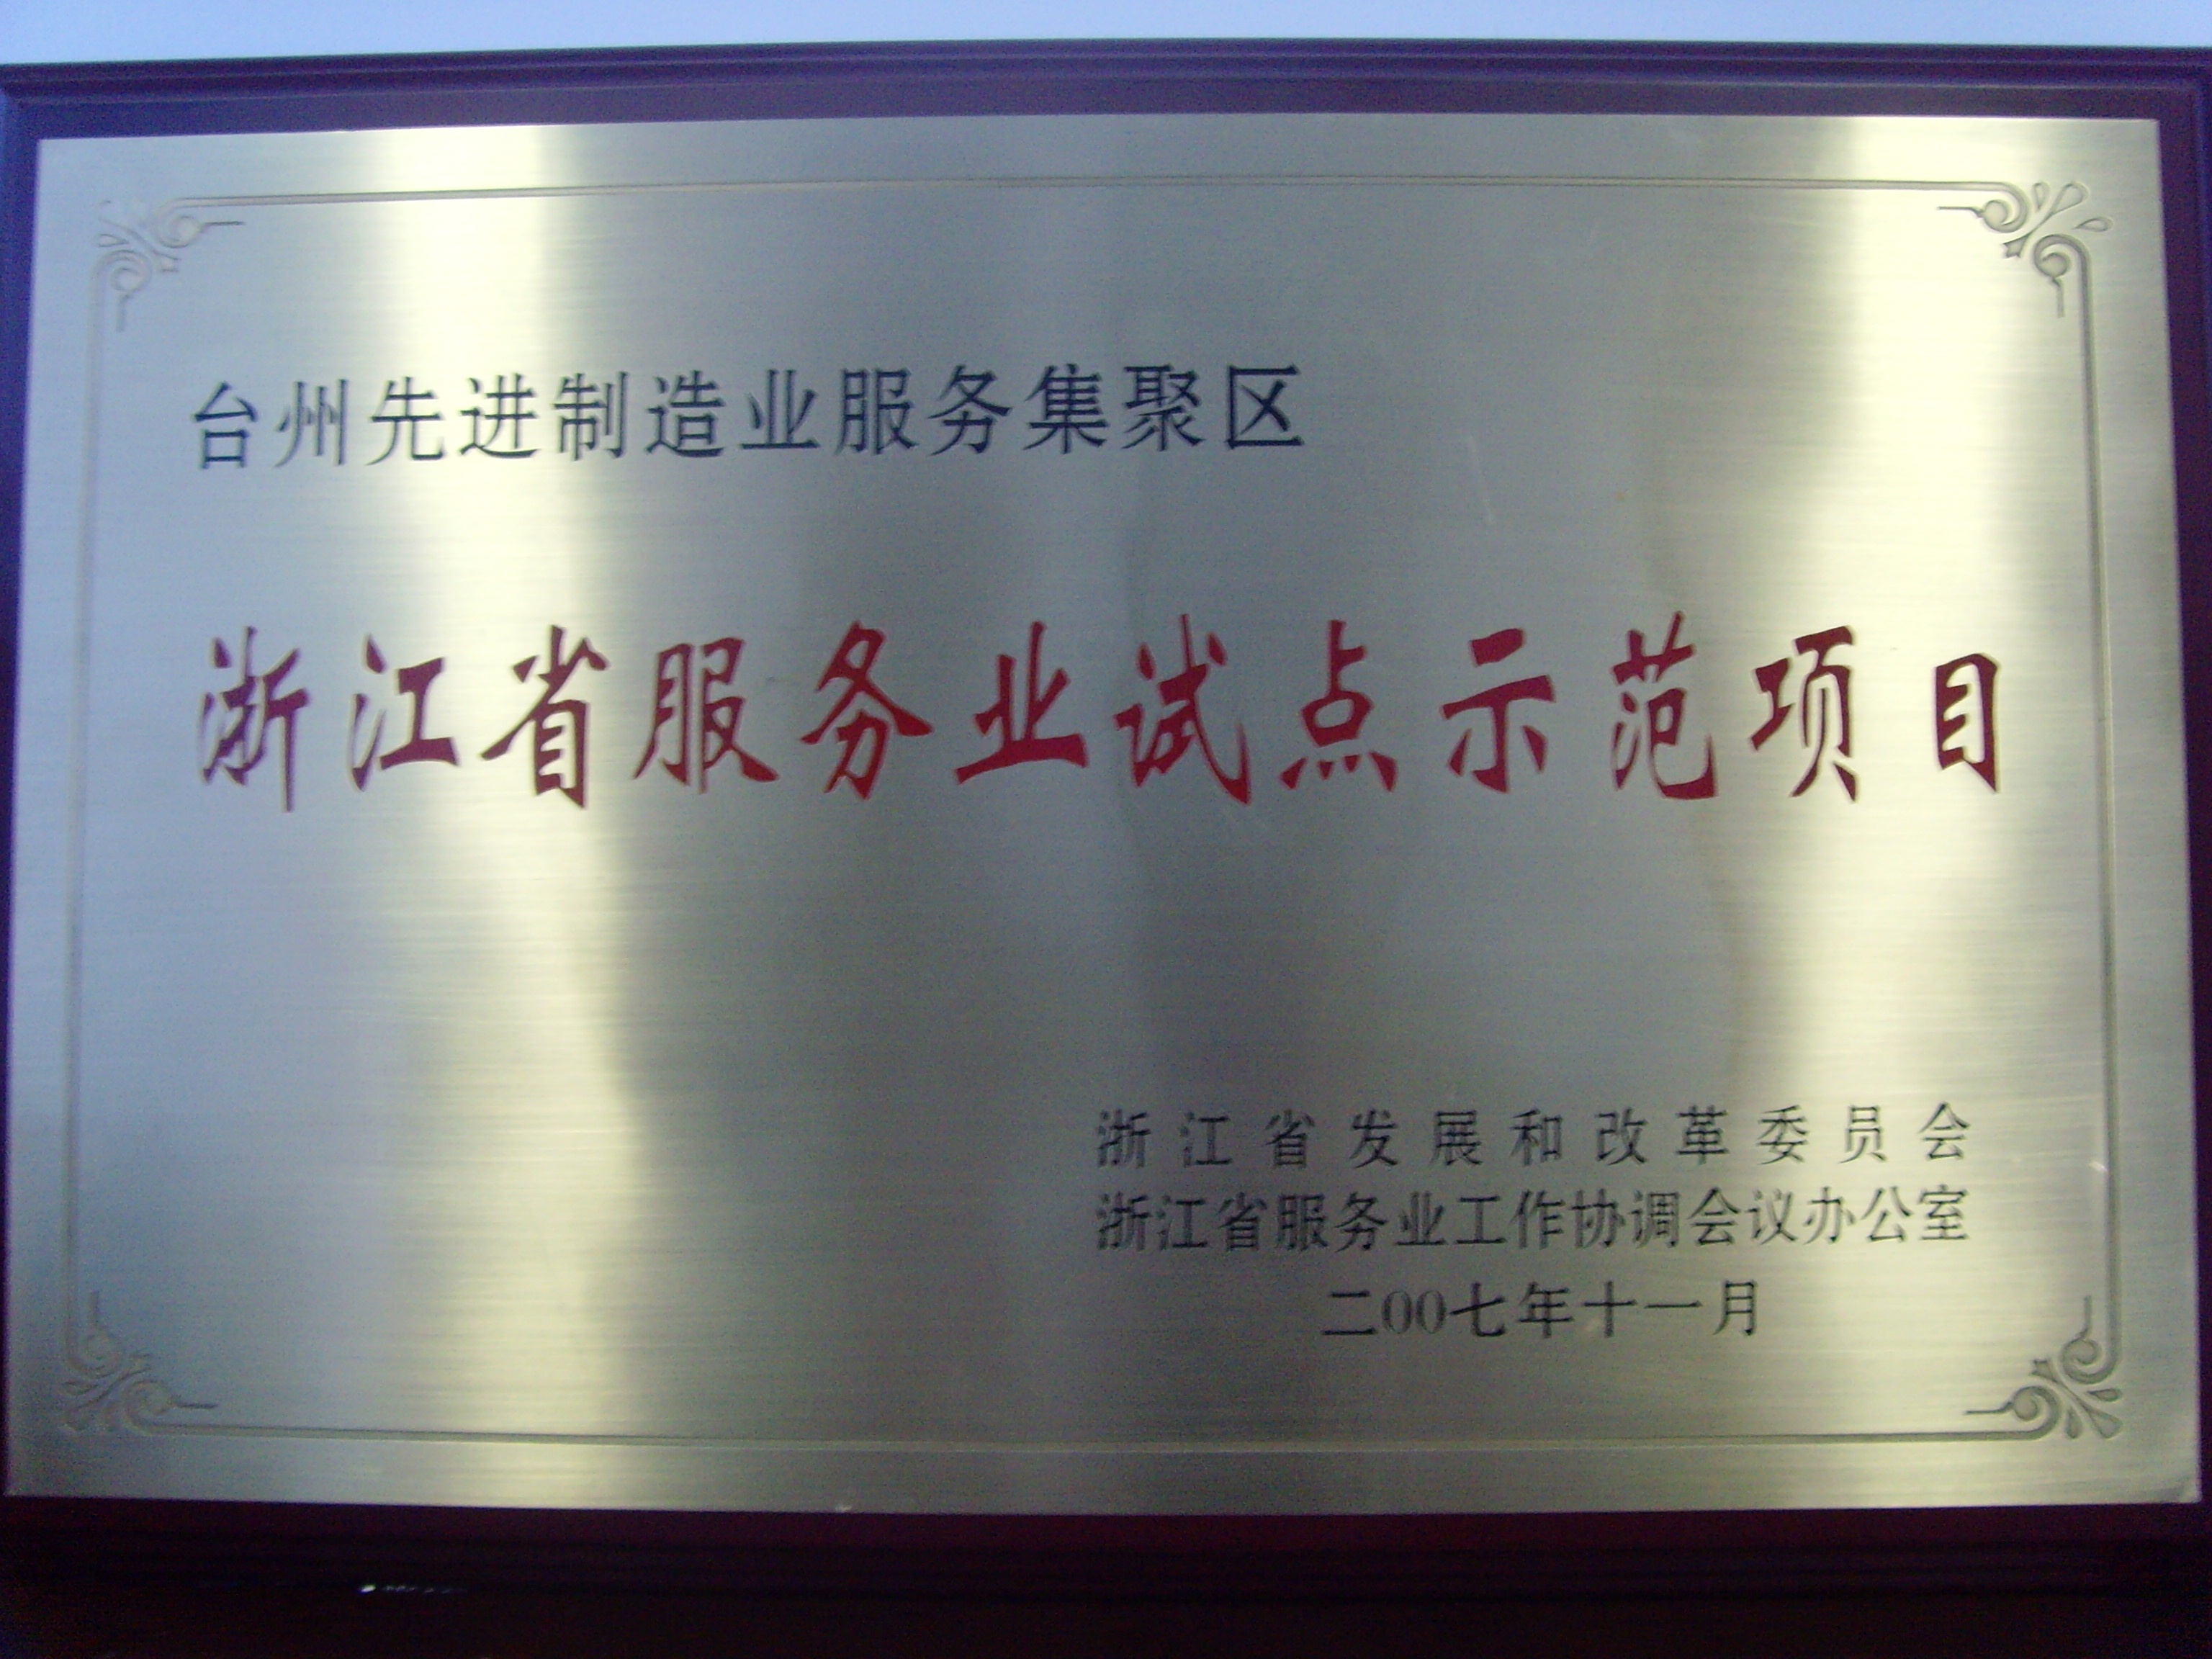 台州先进制造业服务集聚区
浙江省服务业试点示范项目
浙江省发展和改革委员会
浙江省服务业工作协调会议办公室
二00七年十一月